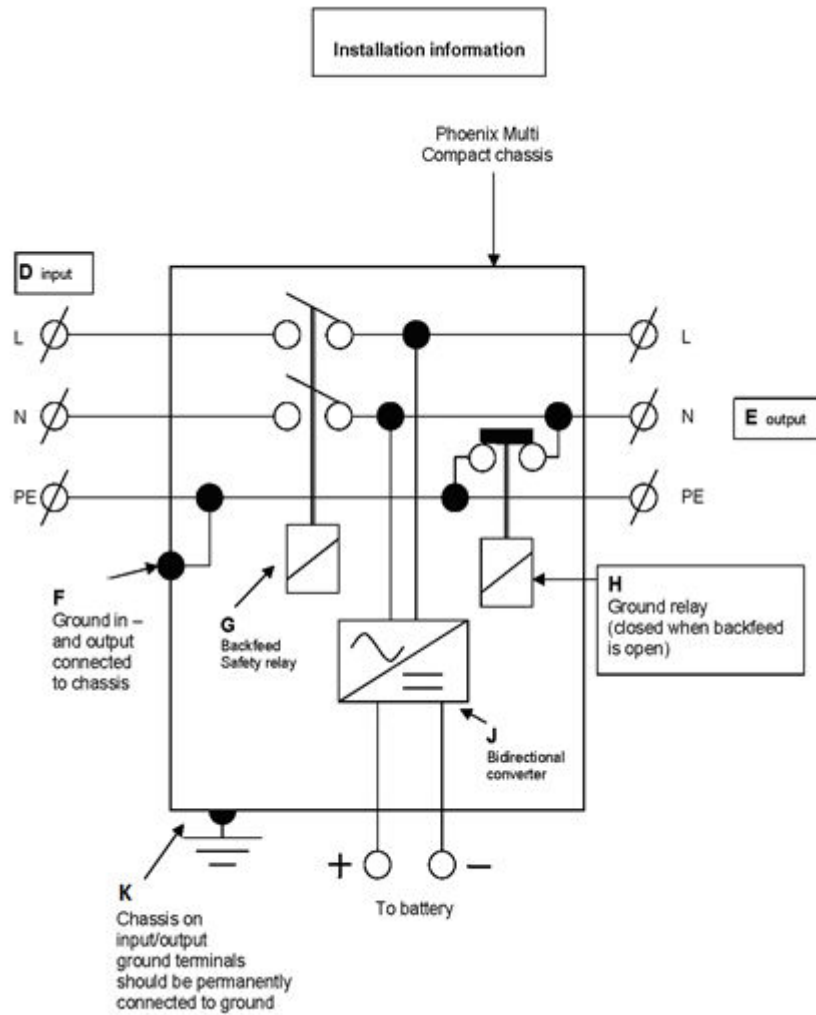 Installation information
Phoenix Multi
Compact chassis
D input
L
L
N
N
E output
PE
PE
F
Ground in –
and output
connected
to chassis
G
Backfeed
Safety relay
H
Ground relay
(closed when backfeed
is open)
J
Bidirectional
converter
+
–
To battery
K
Chassis on
input/output
ground terminals
should be permanently
connected to ground